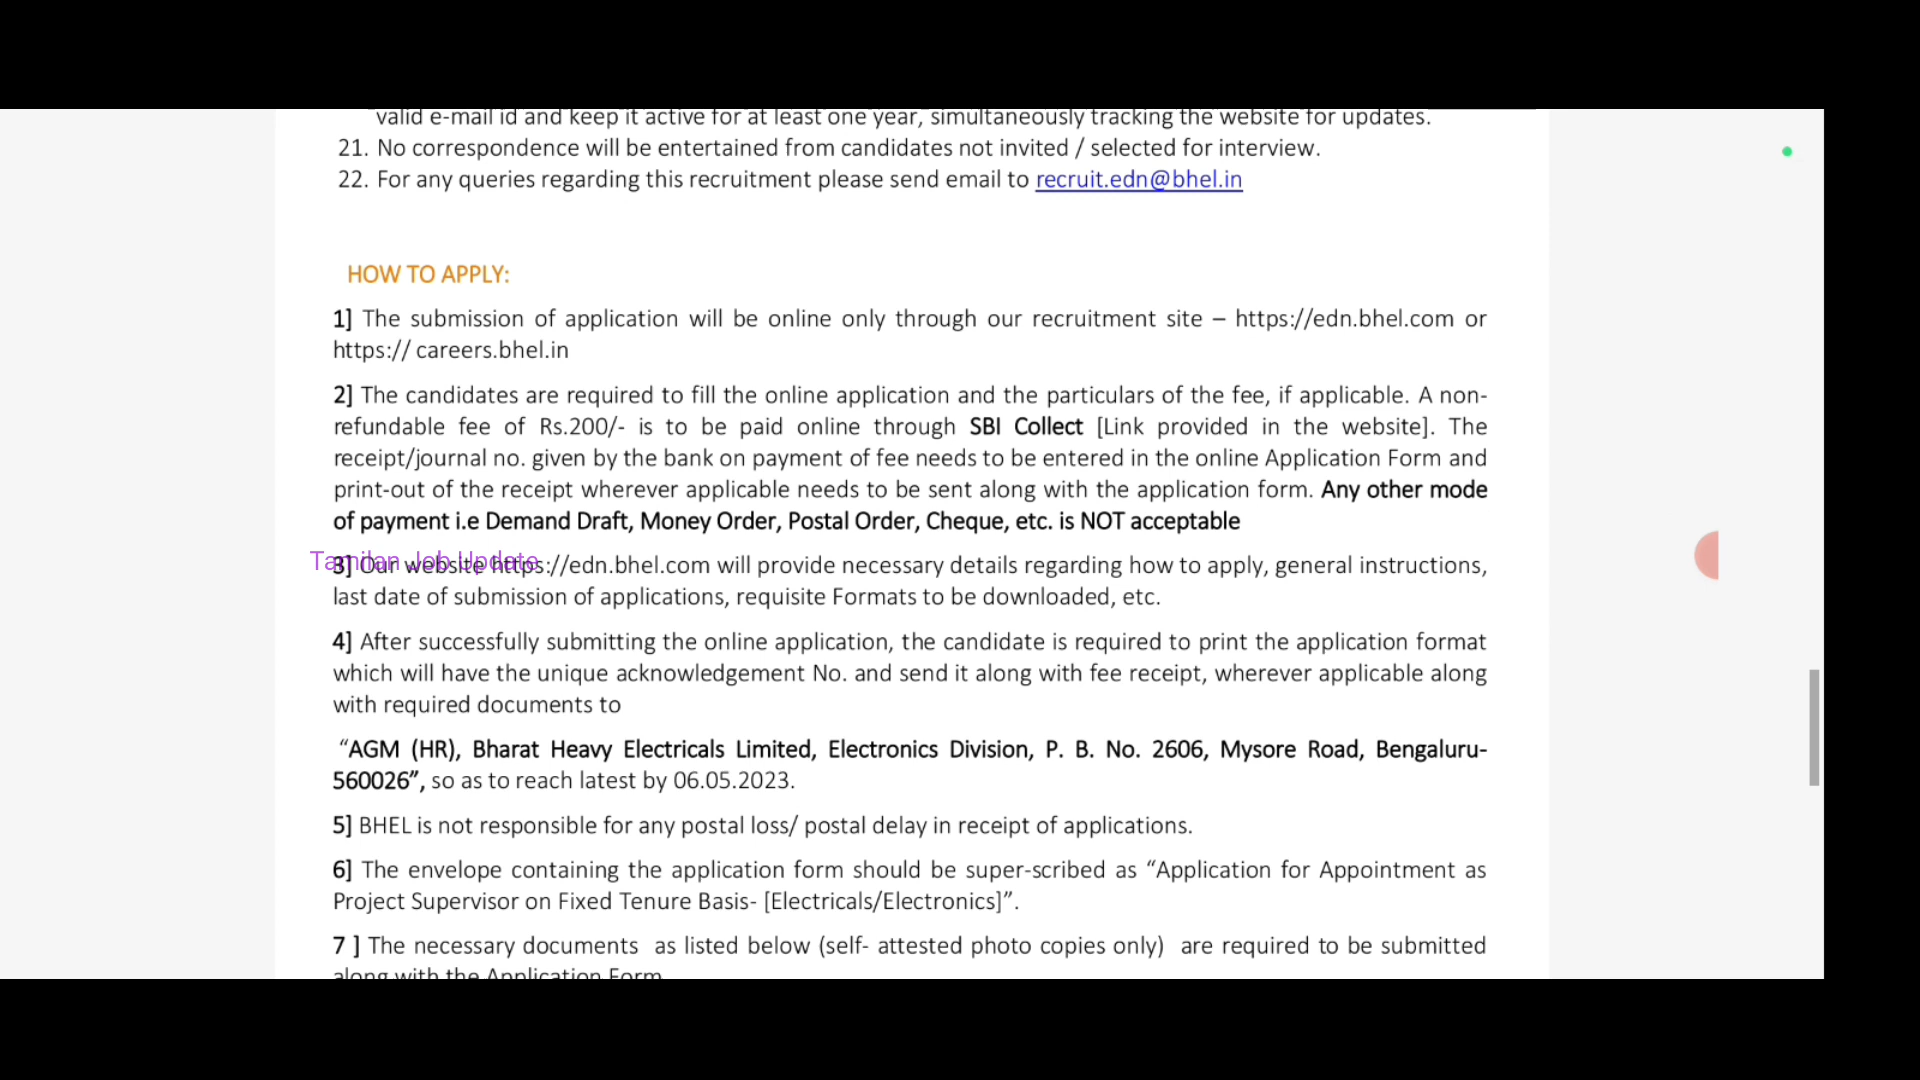 valid e-mail id and keep it active for at least one year, simultaneously tracking the website for updates.
21. No correspondence will be entertained from candidates not invited / selected for interview.
22. For any queries regarding this recruitment please send email to recruit.edn@bhel.in
HOW TO APPLY:
1] The submission of application will be online only through our recruitment site – https://edn.bhel.com or
https:// careers.bhel.in
2] The candidates are required to fill the online application and the particulars of the fee, if applicable. A non-
refundable fee of Rs.200/- is to be paid online through SBI Collect [Link provided in the website]. The
receipt/journal no. given by the bank on payment of fee needs to be entered in the online Application Form and
print-out of the receipt wherever applicable needs to be sent along with the application form. Any other mode
of payment i.e Demand Draft, Money Order, Postal Order, Cheque, etc. is NOT acceptable
Tamilan Job Update
3] Our website https://edn.bhel.com will provide necessary details regarding how to apply, general instructions,
last date of submission of applications, requisite Formats to be downloaded, etc.
4] After successfully submitting the online application, the candidate is required to print the application format
which will have the unique acknowledgement No. and send it along with fee receipt, wherever applicable along
with required documents to
“AGM (HR), Bharat Heavy Electricals Limited, Electronics Division, P. B. No. 2606, Mysore Road, Bengaluru-
560026”, so as to reach latest by 06.05.2023.
5] BHEL is not responsible for any postal loss/ postal delay in receipt of applications.
6] The envelope containing the application form should be super-scribed as “Application for Appointment as
Project Supervisor on Fixed Tenure Basis- [Electricals/Electronics]”.
7 ] The necessary documents as listed below (self- attested photo copies only) are required to be submitted
along with the Application Form